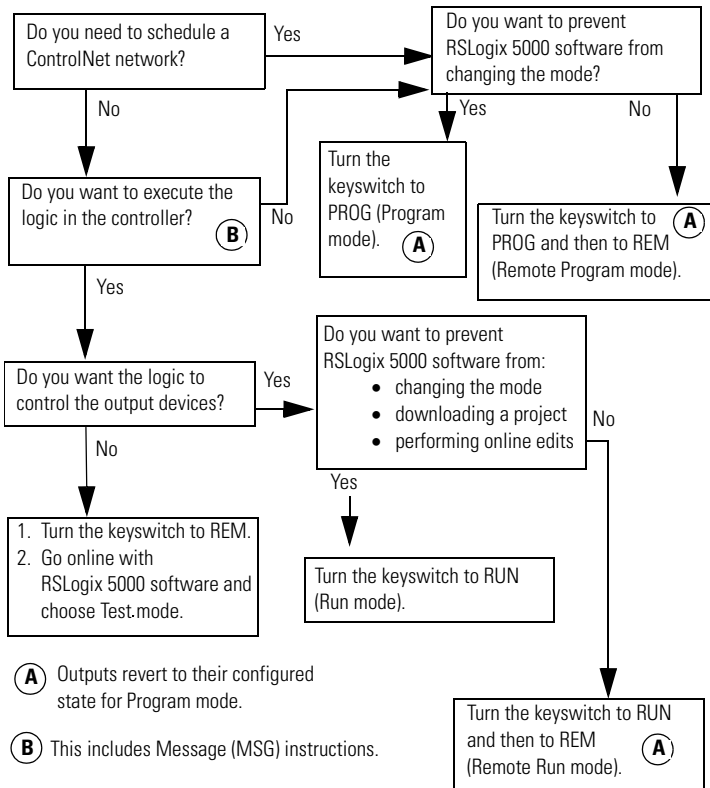 Do you need to schedule a
ControlNet network?
Yes
Do you want to prevent
RSLogix 5000 software from
changing the mode?
No
Yes
No
Turn the
keyswitch to
PROG (Program
mode).
A
Do you want to execute the
logic in the controller?
B
No
Turn the keyswitch to
PROG and then to REM
(Remote Program mode).
A
Yes
Do you want the logic to
control the output devices?
Yes
Do you want to prevent
RSLogix 5000 software from:
• changing the mode
• downloading a project
• performing online edits
No
No
Yes
1. Turn the keyswitch to REM.
2. Go online with
RSLogix 5000 software and
choose Test.mode.
Turn the keyswitch to RUN
(Run mode).
A Outputs revert to their configured
state for Program mode.
B This includes Message (MSG) instructions.
Turn the keyswitch to RUN
and then to REM
(Remote Run mode).
A